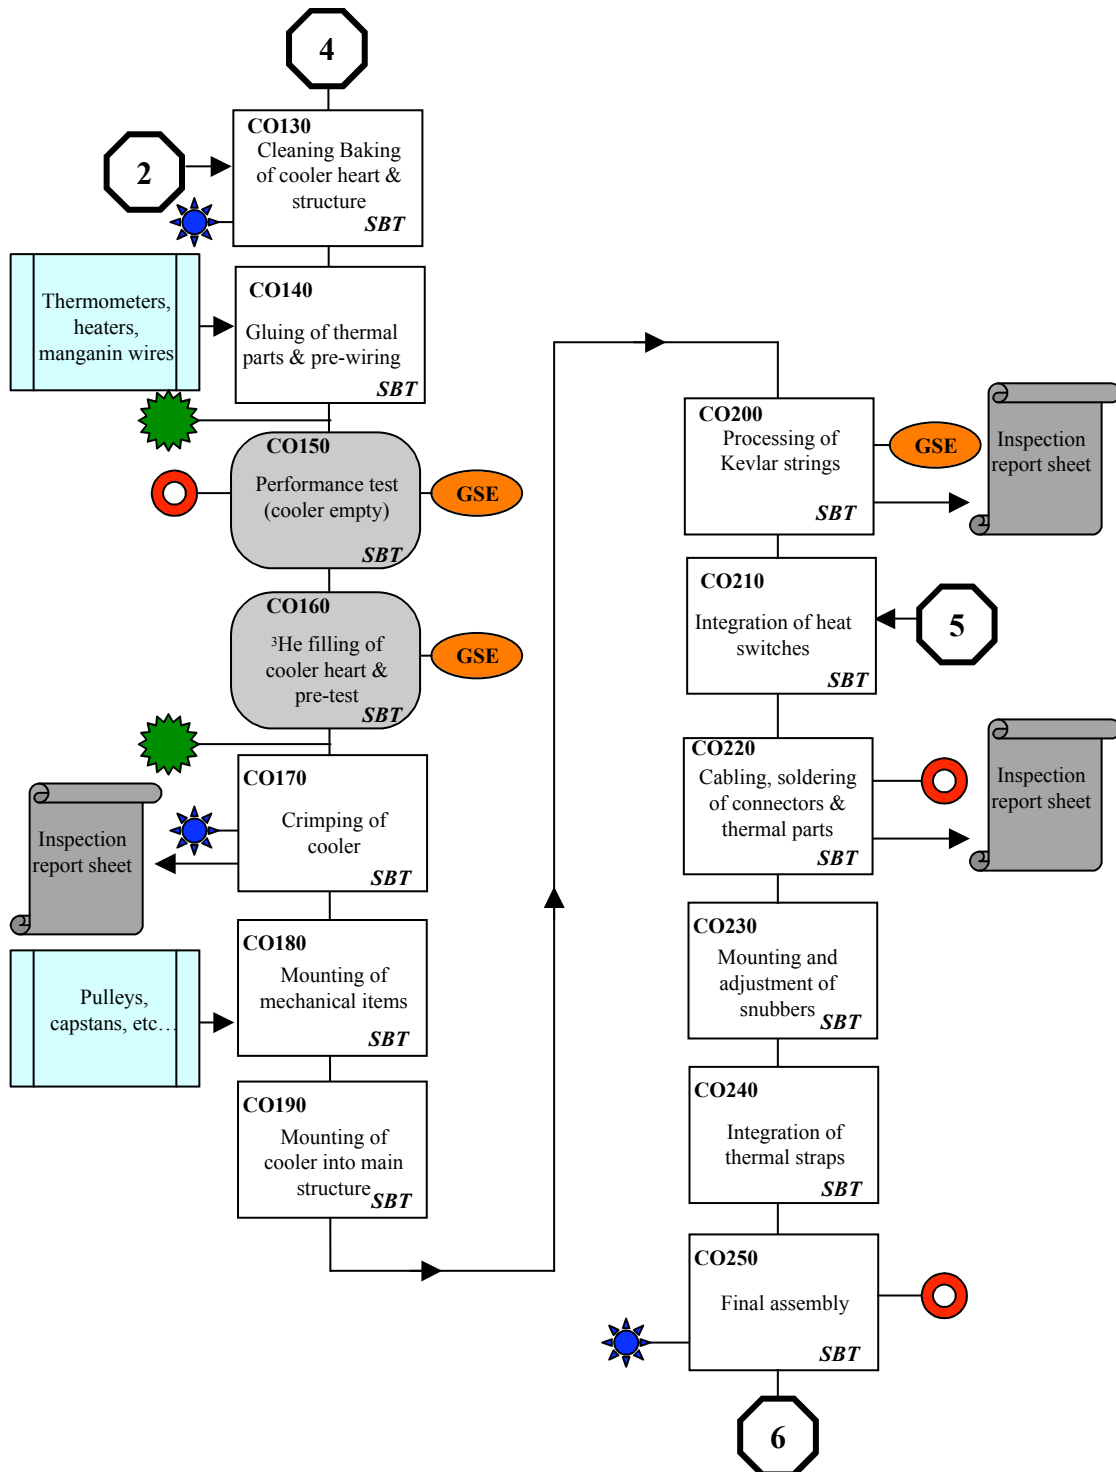 4
CO130
Cleaning Baking
of cooler heart &
structure
SBT
2
Thermometers,
heaters,
manganin wires
CO140
Gluing of thermal
parts & pre-wiring
SBT
CO150
Performance test
(cooler empty)
SBT
GSE
CO160
³He filling of
cooler heart &
pre-test
SBT
GSE
CO170
Crimping of
cooler
SBT
Inspection
report sheet
CO180
Mounting of
mechanical items
SBT
Pulleys,
capstans, etc…
CO190
Mounting of
cooler into main
structure
SBT
CO200
Processing of
Kevlar strings
SBT
GSE
Inspection
report sheet
CO210
Integration of heat
switches
SBT
5
CO220
Cabling, soldering
of connectors &
thermal parts
SBT
Inspection
report sheet
CO230
Mounting and
adjustment of
snubbers
SBT
CO240
Integration of
thermal straps
SBT
CO250
Final assembly
SBT
6